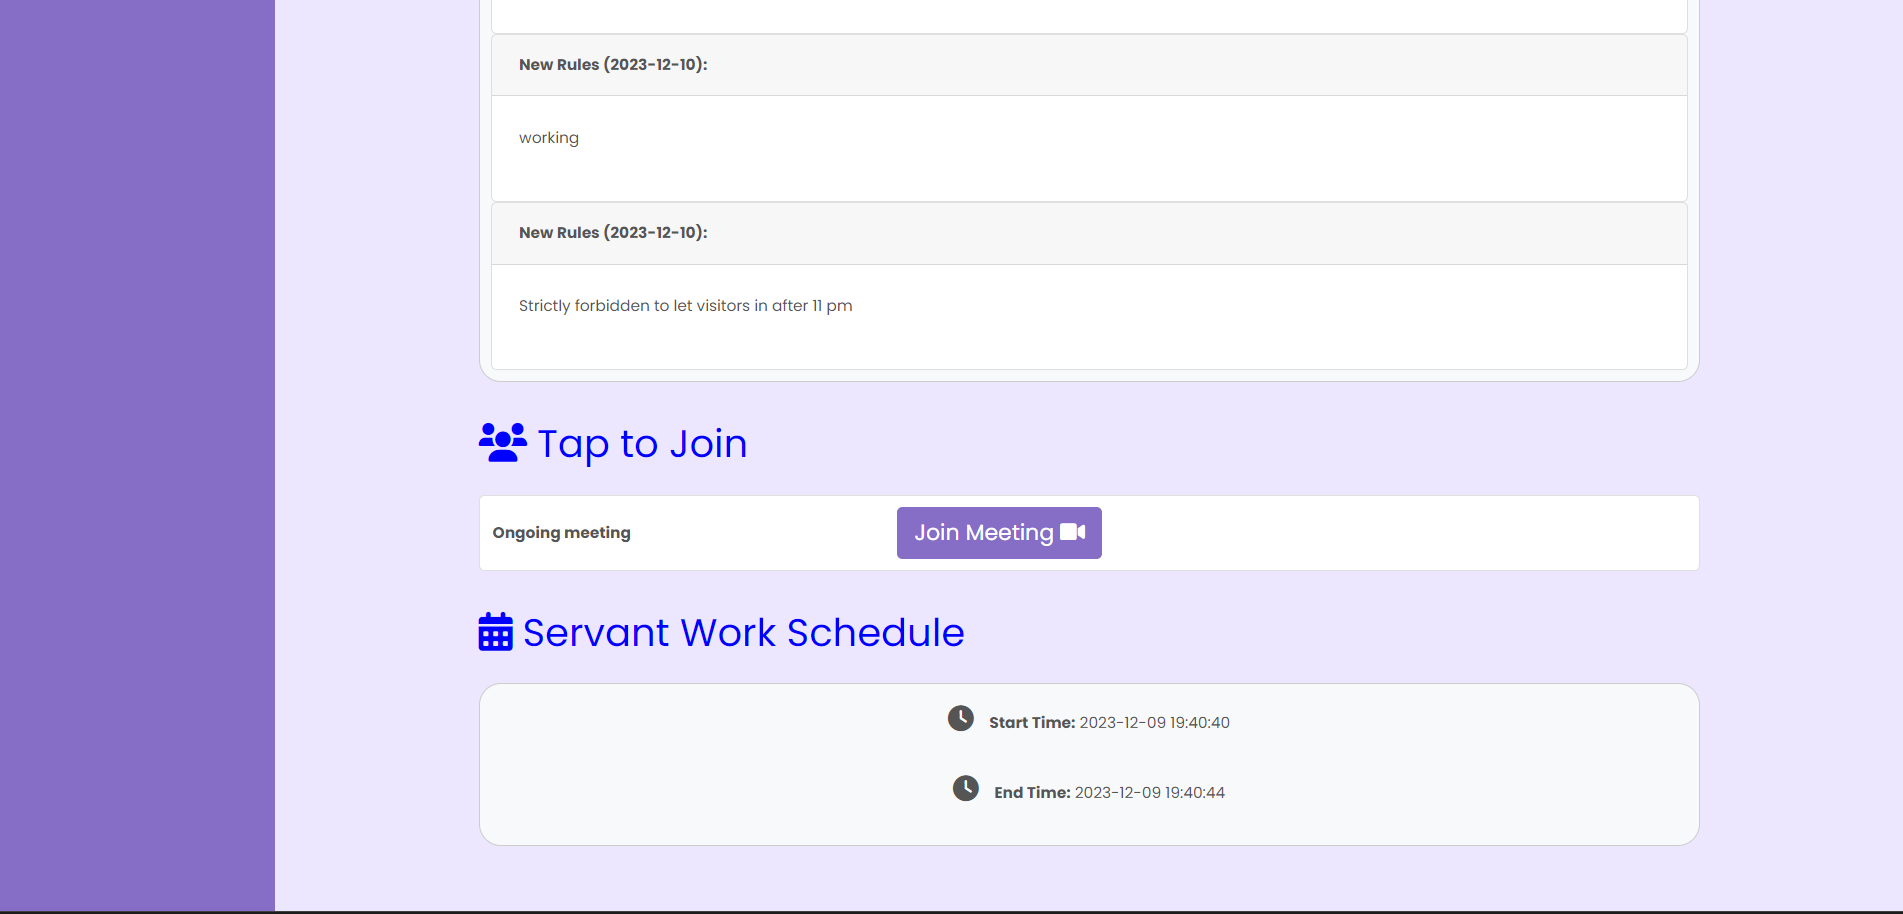 New Rules (2023-12-10):
working
New Rules (2023-12-10):
Strictly forbidden to let visitors in after 11 pm
Tap to Join
Ongoing meeting
Join Meeting
Servant Work Schedule
Start Time: 2023-12-09 19:40:40
End Time: 2023-12-09 19:40:44